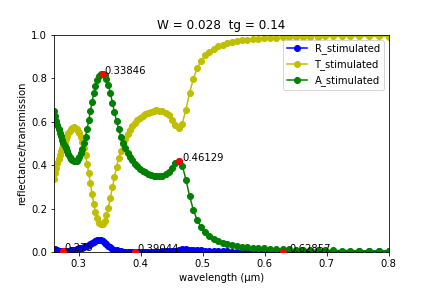 W = 0.028  tg = 0.14
1.0
0.8
0.6
0.4
0.2
0.0
reflectance/transmission
R_stimulated
T_stimulated
A_stimulated
0.33846
0.46129
0.39044
0.62857
0.3
0.4
0.5
0.6
0.7
0.8
wavelength (μm)